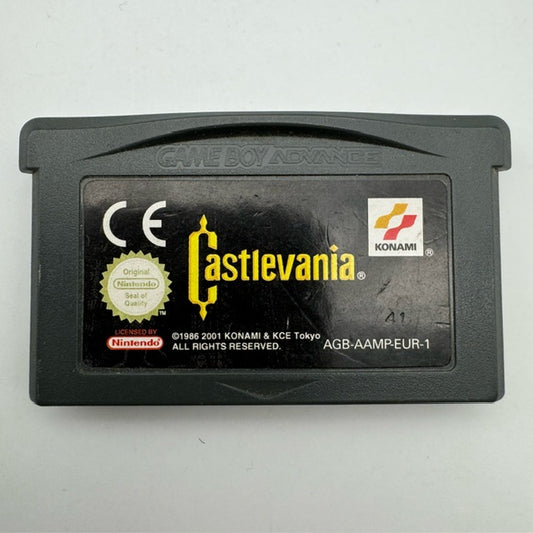 GAME BOY ADVANCE
CE
KONAMI ®
Castlevania®
Original
Nintendo
Seal of
Quality
TM
LICENSED BY
Nintendo
©1986 2001 KONAMI & KCE Tokyo
ALL RIGHTS RESERVED.
41
AGB-AAMP-EUR-1